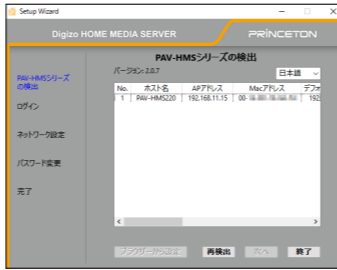 Setup Wizard
Digizo HOME MEDIA SERVER
PRINCETON
PAV-HMSシリーズの検出
バージョン: 2.0.7
日本語
PAV-HMSシリーズ
の検出
ログイン
ネットワーク設定
パスワード変更
完了
No. ホスト名 APアドレス Macアドレス デフォ
1 PAV-HMS220 192.168.11.15 00- 192
ブラウザーから設定 再検出 次へ 終了